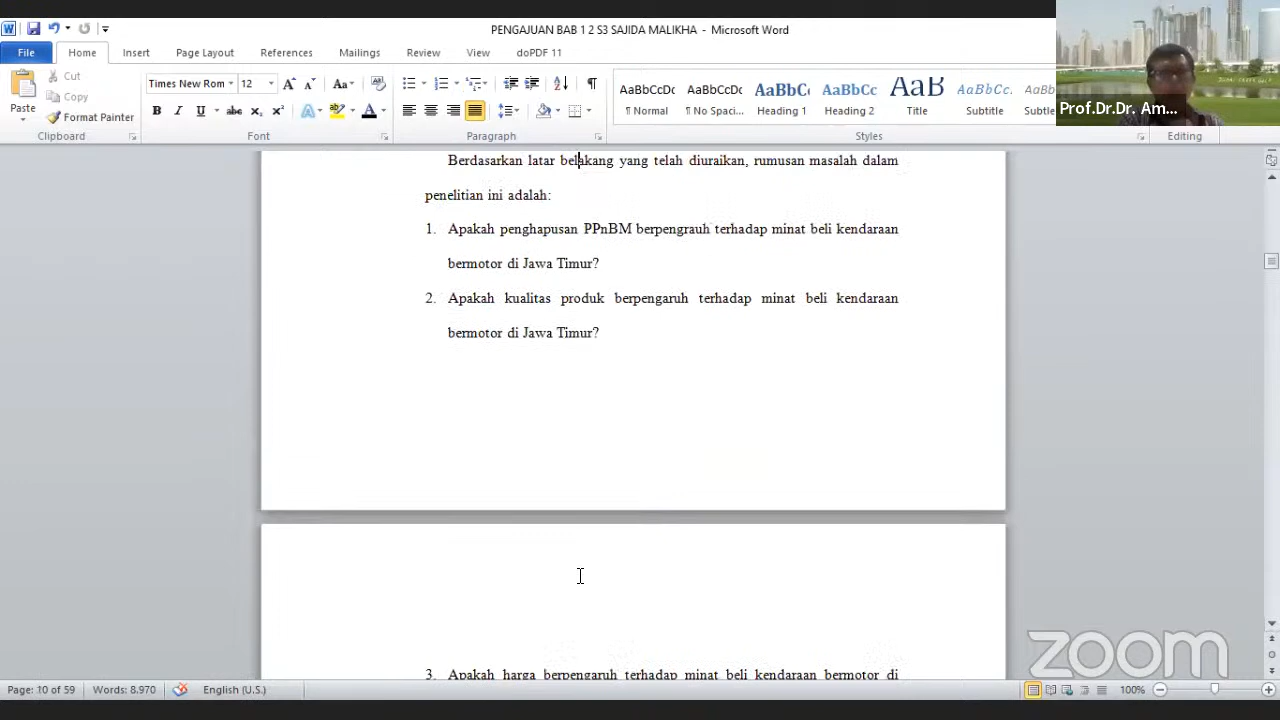 PENGAJUAN BAB 1 2 S3 SAJIDA MALIKHA - Microsoft Word
File Home Insert Page Layout References Mailings Review View doPDF 11
Paste
Cut
Copy
Format Painter
Times New Rom 12
AaBbCcDc AaBbCcDc AaBbCc AaBbCc AaB AaBbCc. AaBb
¶ Normal ¶ No Spaci... Heading 1 Heading 2 Title Subtitle
Clipboard Font Paragraph Styles Editing
Prof.Dr.Dr. Am...
Berdasarkan latar belakang yang telah diuraikan, rumusan masalah dalam
penelitian ini adalah:
1. Apakah penghapusan PPnBM berpengrauh terhadap minat beli kendaraan
bermotor di Jawa Timur?
2. Apakah kualitas produk berpengaruh terhadap minat beli kendaraan
bermotor di Jawa Timur?
3. Apakah harga berpengaruh terhadap minat beli kendaraan bermotor di
zoom
Page: 10 of 59 Words: 8.970 English (U.S.) 100%